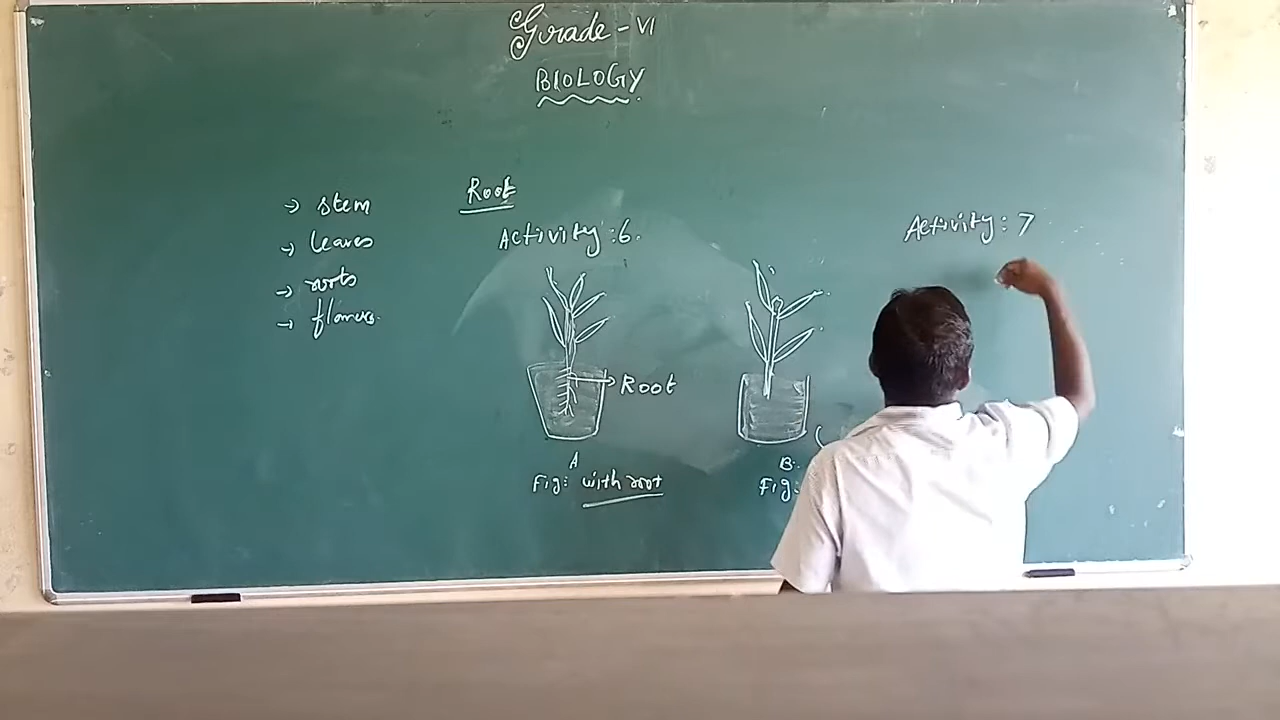 Grade - VI
BIOLOGY
→ stem
→ leaves
→ roots
→ flowers.
Root
Activity : 6.
→ Root
A
Fig: with root
B.
Fig:
Activity : 7